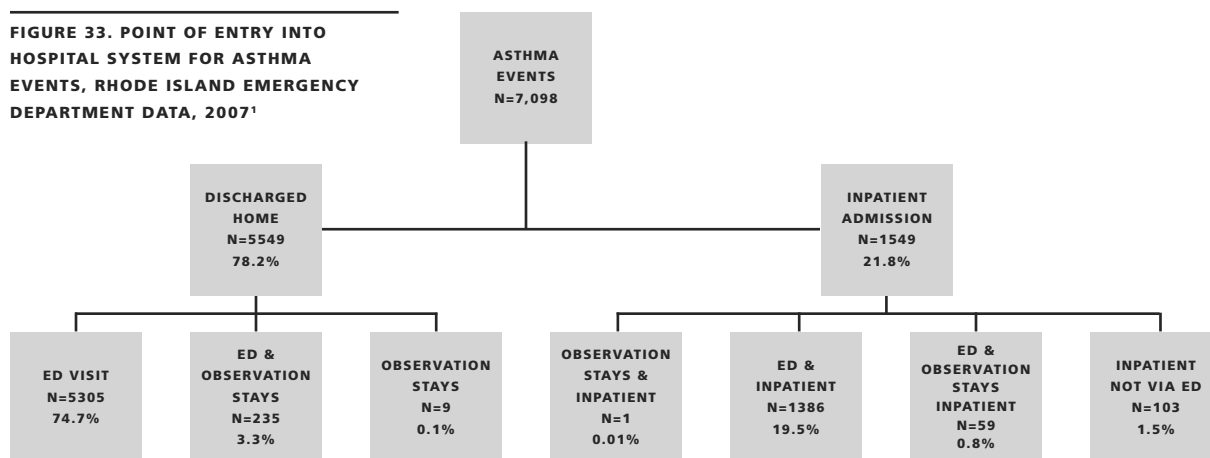 FIGURE 33. POINT OF ENTRY INTO
HOSPITAL SYSTEM FOR ASTHMA
EVENTS, RHODE ISLAND EMERGENCY
DEPARTMENT DATA, 2007¹
ASTHMA
EVENTS
N=7,098
DISCHARGED
HOME
N=5549
78.2%
INPATIENT
ADMISSION
N=1549
21.8%
ED VISIT
N=5305
74.7%
ED &
OBSERVATION
STAYS
N=235
3.3%
OBSERVATION
STAYS
N=9
0.1%
OBSERVATION
STAYS &
INPATIENT
N=1
0.01%
ED &
INPATIENT
N=1386
19.5%
ED &
OBSERVATION
STAYS
INPATIENT
N=59
0.8%
INPATIENT
NOT VIA ED
N=103
1.5%